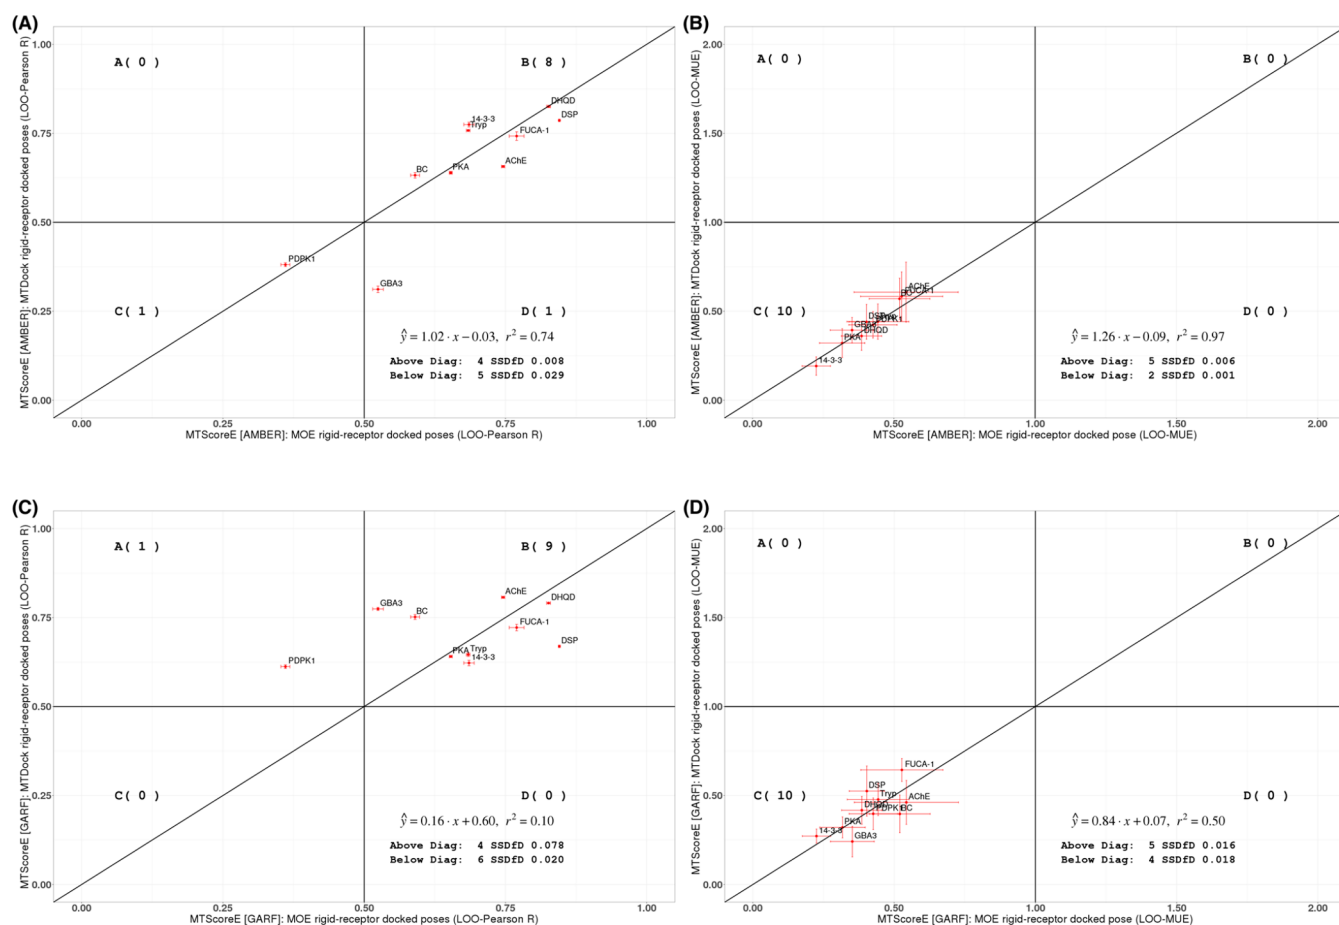 (A)
MTScoreE [AMBER]: MTDock rigid-receptor docked poses (LOO-Pearson R)
1.00
0.75
0.50
0.25
0.00
A( 0 )
B( 8 )
C( 1 )
D( 1 )
DHQD
DSP
14-3-3
Tryp
FUCA-1
AChE
BC
PKA
PDPK1
GBA3
ŷ = 1.02 · x − 0.03, r² = 0.74
Above Diag: 4 SSDfD 0.008
Below Diag: 5 SSDfD 0.029
0.00 0.25 0.50 0.75 1.00
MTScoreE [AMBER]: MOE rigid-receptor docked poses (LOO-Pearson R)
(B)
MTScoreE [AMBER]: MTDock rigid-receptor docked poses (LOO-MUE)
2.00
1.50
1.00
0.50
0.00
A( 0 )
B( 0 )
C( 10 )
D( 0 )
AChE
FUCA-1
BC
DSP
Tryp
PDPK1
GBA3
DHQD
PKA
14-3-3
ŷ = 1.26 · x − 0.09, r² = 0.97
Above Diag: 5 SSDfD 0.006
Below Diag: 2 SSDfD 0.001
0.00 0.50 1.00 1.50 2.00
MTScoreE [AMBER]: MOE rigid-receptor docked pose (LOO-MUE)
(C)
MTScoreE [GARF]: MTDock rigid-receptor docked poses (LOO-Pearson R)
1.00
0.75
0.50
0.25
0.00
A( 1 )
B( 9 )
C( 0 )
D( 0 )
AChE
DHQD
GBA3
BC
FUCA-1
DSP
Tryp
PKA
14-3-3
PDPK1
ŷ = 0.16 · x + 0.60, r² = 0.10
Above Diag: 4 SSDfD 0.078
Below Diag: 6 SSDfD 0.020
0.00 0.25 0.50 0.75 1.00
MTScoreE [GARF]: MOE rigid-receptor docked poses (LOO-Pearson R)
(D)
MTScoreE [GARF]: MTDock rigid-receptor docked poses (LOO-MUE)
2.00
1.50
1.00
0.50
0.00
A( 0 )
B( 0 )
C( 10 )
D( 0 )
FUCA-1
DSP
Tryp
AChE
DHQD
PDPK1
BC
PKA
14-3-3
GBA3
ŷ = 0.84 · x + 0.07, r² = 0.50
Above Diag: 5 SSDfD 0.016
Below Diag: 4 SSDfD 0.018
0.00 0.50 1.00 1.50 2.00
MTScoreE [GARF]: MOE rigid-receptor docked pose (LOO-MUE)